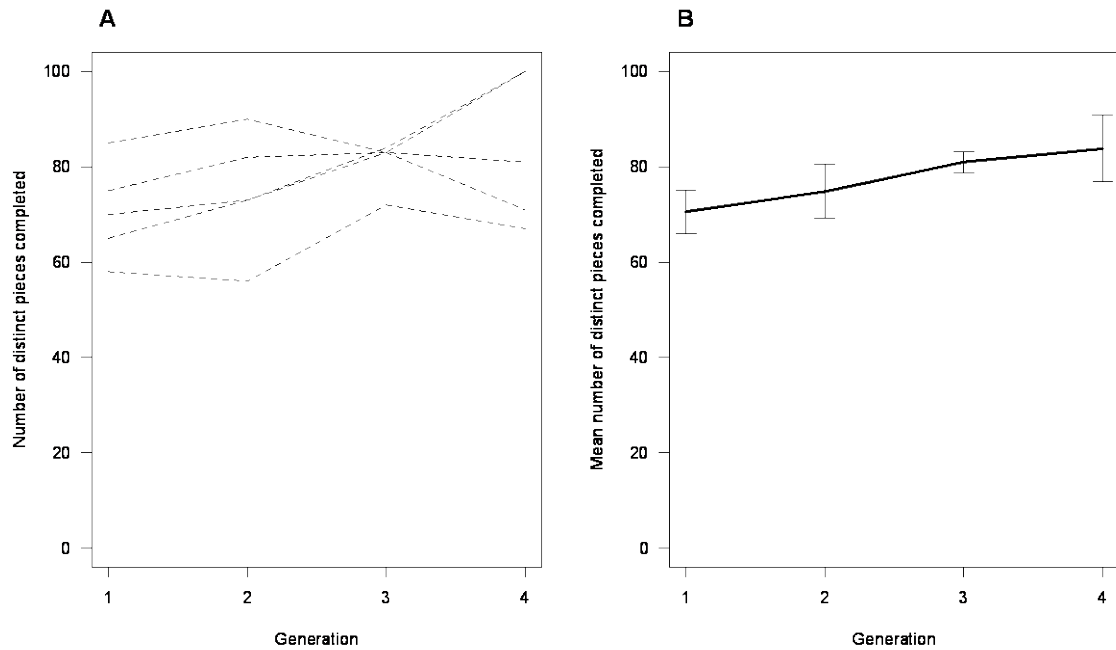 A
Number of distinct pieces completed
100
80
60
40
20
0
1 2 3 4
Generation
B
Mean number of distinct pieces completed
100
80
60
40
20
0
1 2 3 4
Generation